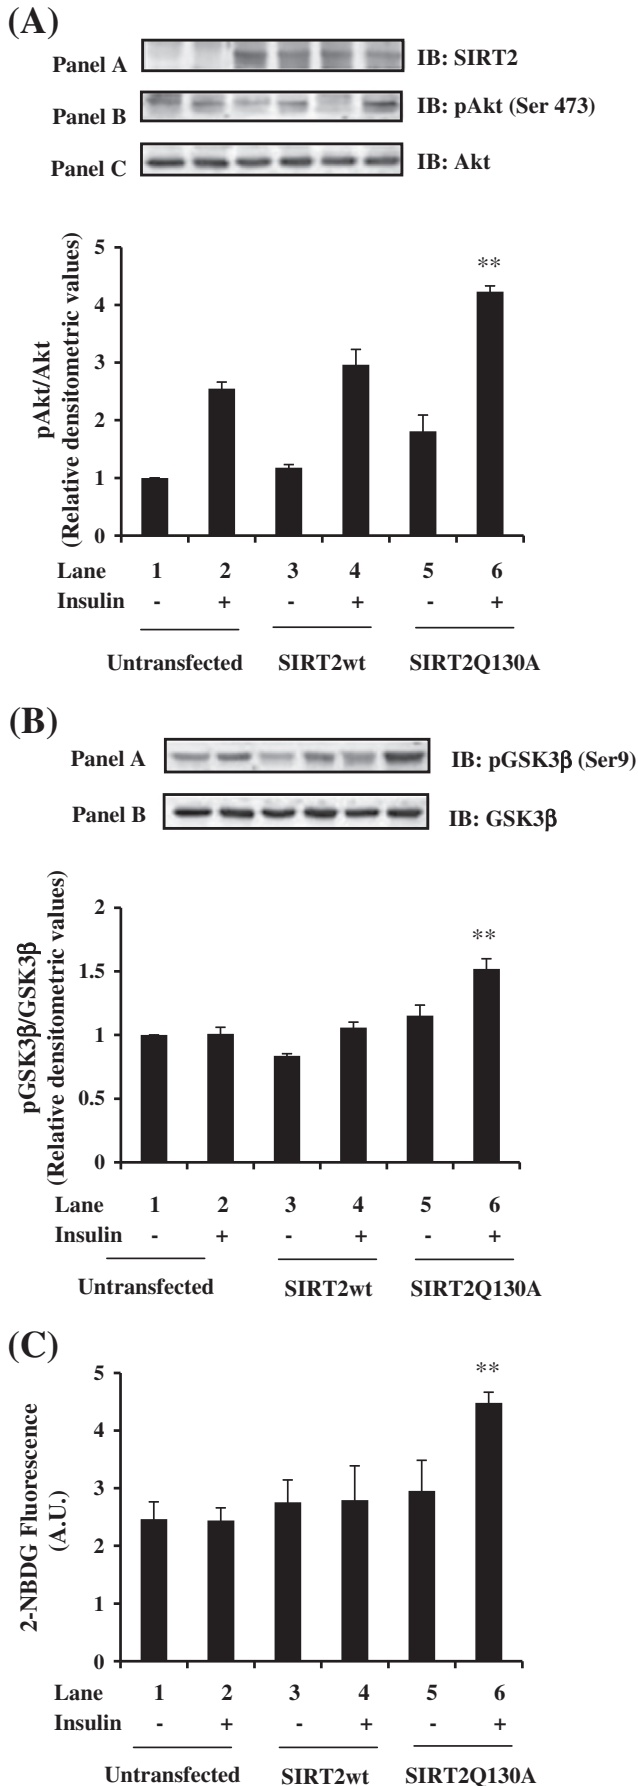 (A)
Panel A IB: SIRT2
Panel B IB: pAkt (Ser 473)
Panel C IB: Akt
pAkt/Akt
(Relative densitometric values)
5
4
3
2
1
0
**
Lane 1 2 3 4 5 6
Insulin - + - + - +
Untransfected SIRT2wt SIRT2Q130A
(B)
Panel A IB: pGSK3β (Ser9)
Panel B IB: GSK3β
pGSK3β/GSK3β
(Relative densitometric values)
2
1.5
1
0.5
0
**
Lane 1 2 3 4 5 6
Insulin - + - + - +
Untransfected SIRT2wt SIRT2Q130A
(C)
2-NBDG Fluorescence
(A.U.)
5
4
3
2
1
0
**
Lane 1 2 3 4 5 6
Insulin - + - + - +
Untransfected SIRT2wt SIRT2Q130A